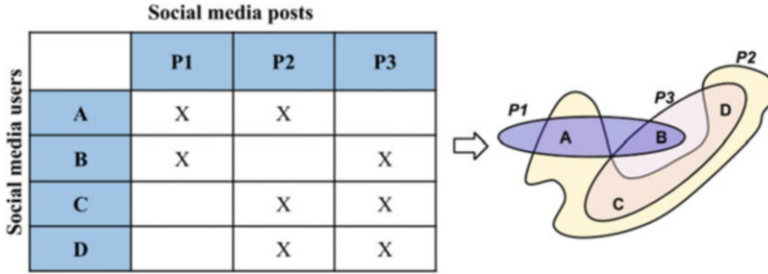 Social media posts
Social media users
P1 P2 P3
A X X
B X X
C X X
D X X
P1 P3 P2
A B D
C